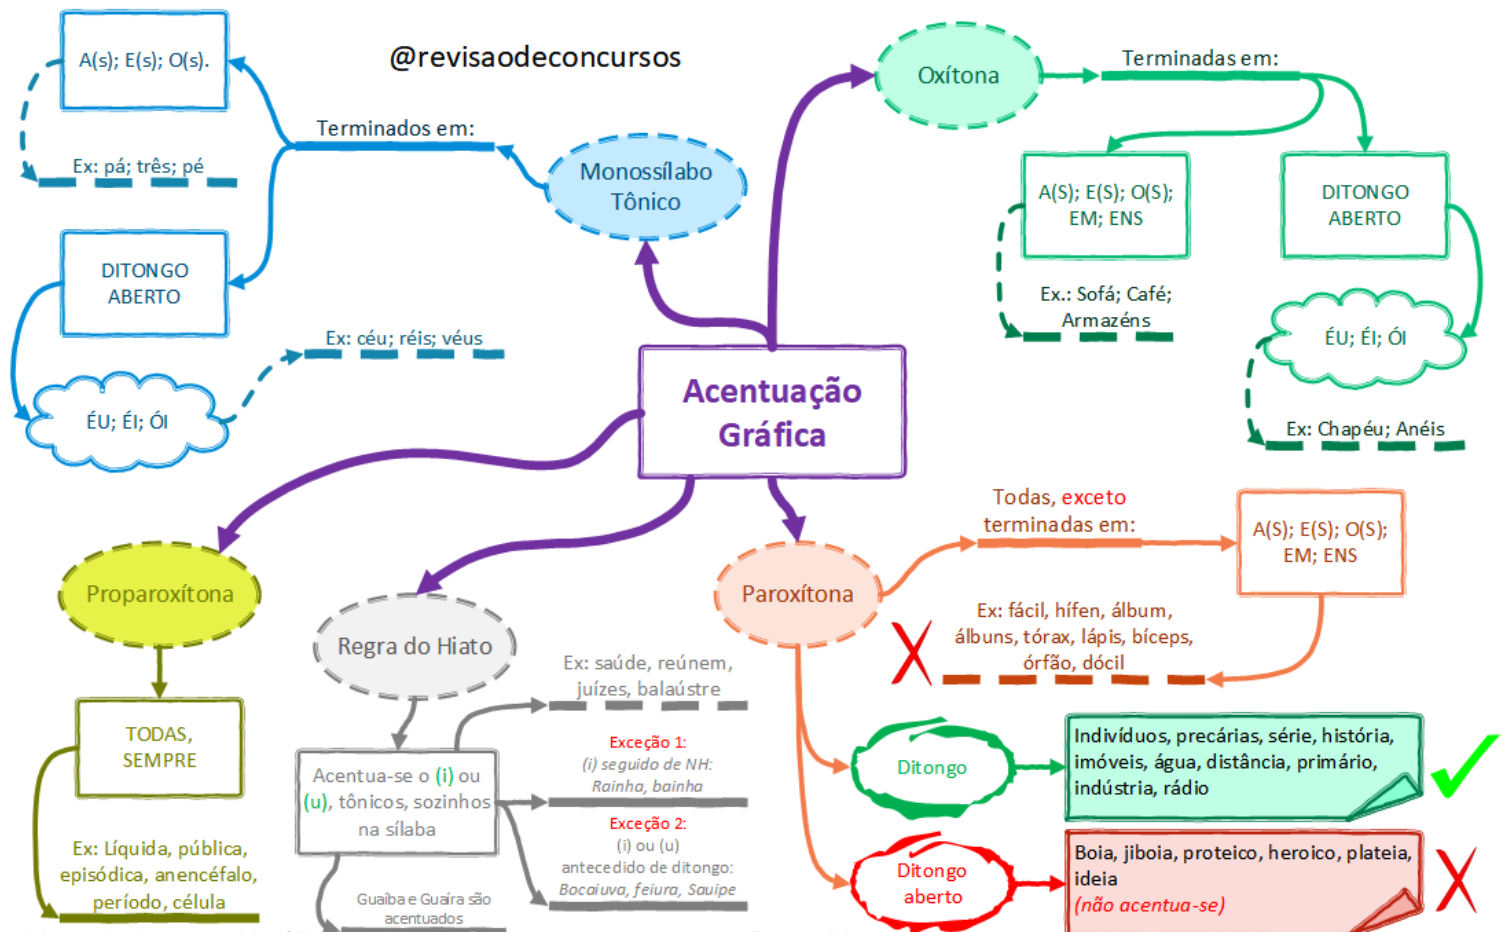 @revisaodeconcursos
A(s); E(s); O(s).
Ex: pá; três; pé
Terminados em:
Monossílabo
Tônico
DITONGO
ABERTO
ÉU; ÉI; ÓI
Ex: céu; réis; véus
Oxítona
Terminadas em:
A(S); E(S); O(S);
EM; ENS
Ex.: Sofá; Café;
Armazéns
DITONGO
ABERTO
ÉU; ÉI; ÓI
Ex: Chapéu; Anéis
Acentuação
Gráfica
Proparoxítona
TODAS,
SEMPRE
Ex: Líquida, pública,
episódica, anencéfalo,
período, célula
Regra do Hiato
Acentua-se o (i) ou
(u), tônicos, sozinhos
na sílaba
Ex: saúde, reúnem,
juízes, balaústre
Exceção 1:
(i) seguido de NH:
Rainha, bainha
Exceção 2:
(i) ou (u)
antecedido de ditongo:
Bocaiuva, feiura, Sauipe
Guaíba e Guaíra são
acentuados
Paroxítona
Todas, exceto
terminadas em:
A(S); E(S); O(S);
EM; ENS
Ex: fácil, hífen, álbum,
álbuns, tórax, lápis, bíceps,
órfão, dócil
Ditongo
Indivíduos, precárias, série, história,
imóveis, água, distância, primário,
indústria, rádio
Ditongo
aberto
Boia, jiboia, proteico, heroico, plateia,
ideia
(não acentua-se)